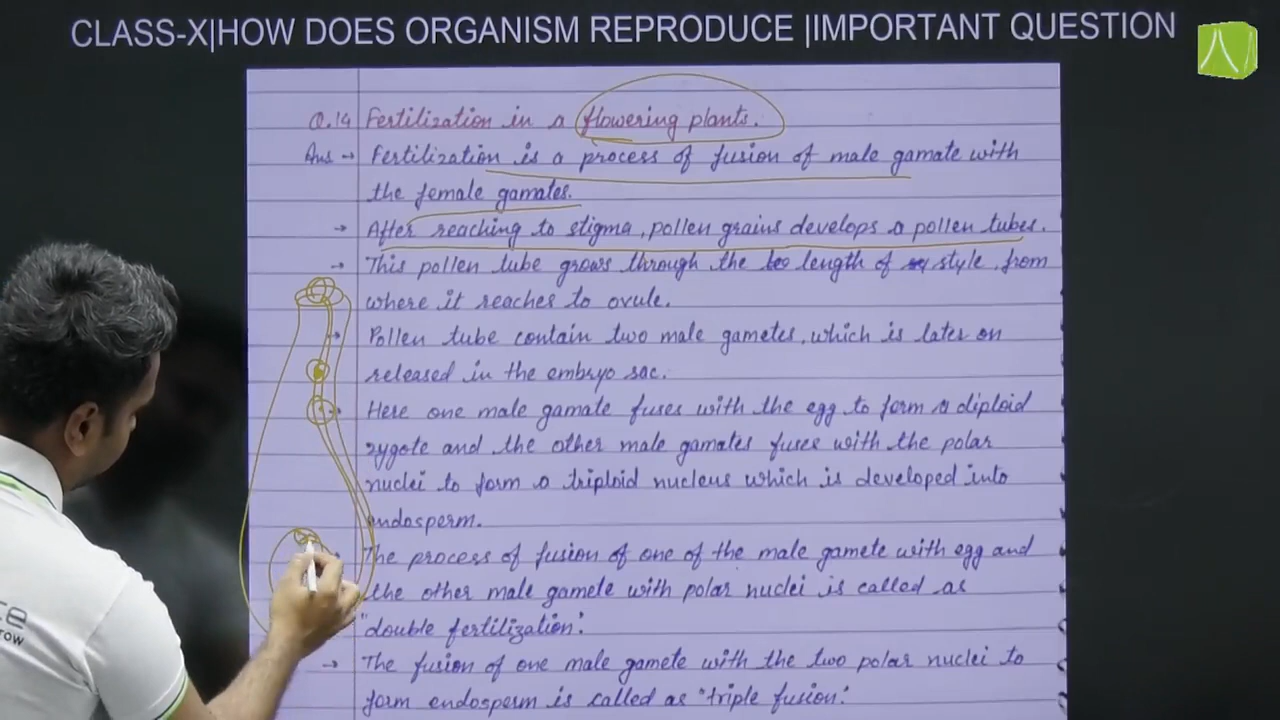 CLASS-X|HOW DOES ORGANISM REPRODUCE |IMPORTANT QUESTION
Q.14 Fertilization in a flowering plants.
Ans → Fertilization is a process of fusion of male gamate with
the female gamates.
→ After reaching to stigma, pollen grains develops a pollen tubes.
→ This pollen tube grows through the length of style, from
where it reaches to ovule.
→ Pollen tube contain two male gametes, which is later on
released in the embryo sac.
→ Here one male gamate fuses with the egg to form a diploid
zygote and the other male gamates fuses with the polar
nuclei to form a triploid nucleus which is developed into
endosperm.
The process of fusion of one of the male gamete with egg and
the other male gamete with polar nuclei is called as
"double fertilization".
→ The fusion of one male gamete with the two polar nuclei to
form endosperm is called as "triple fusion".